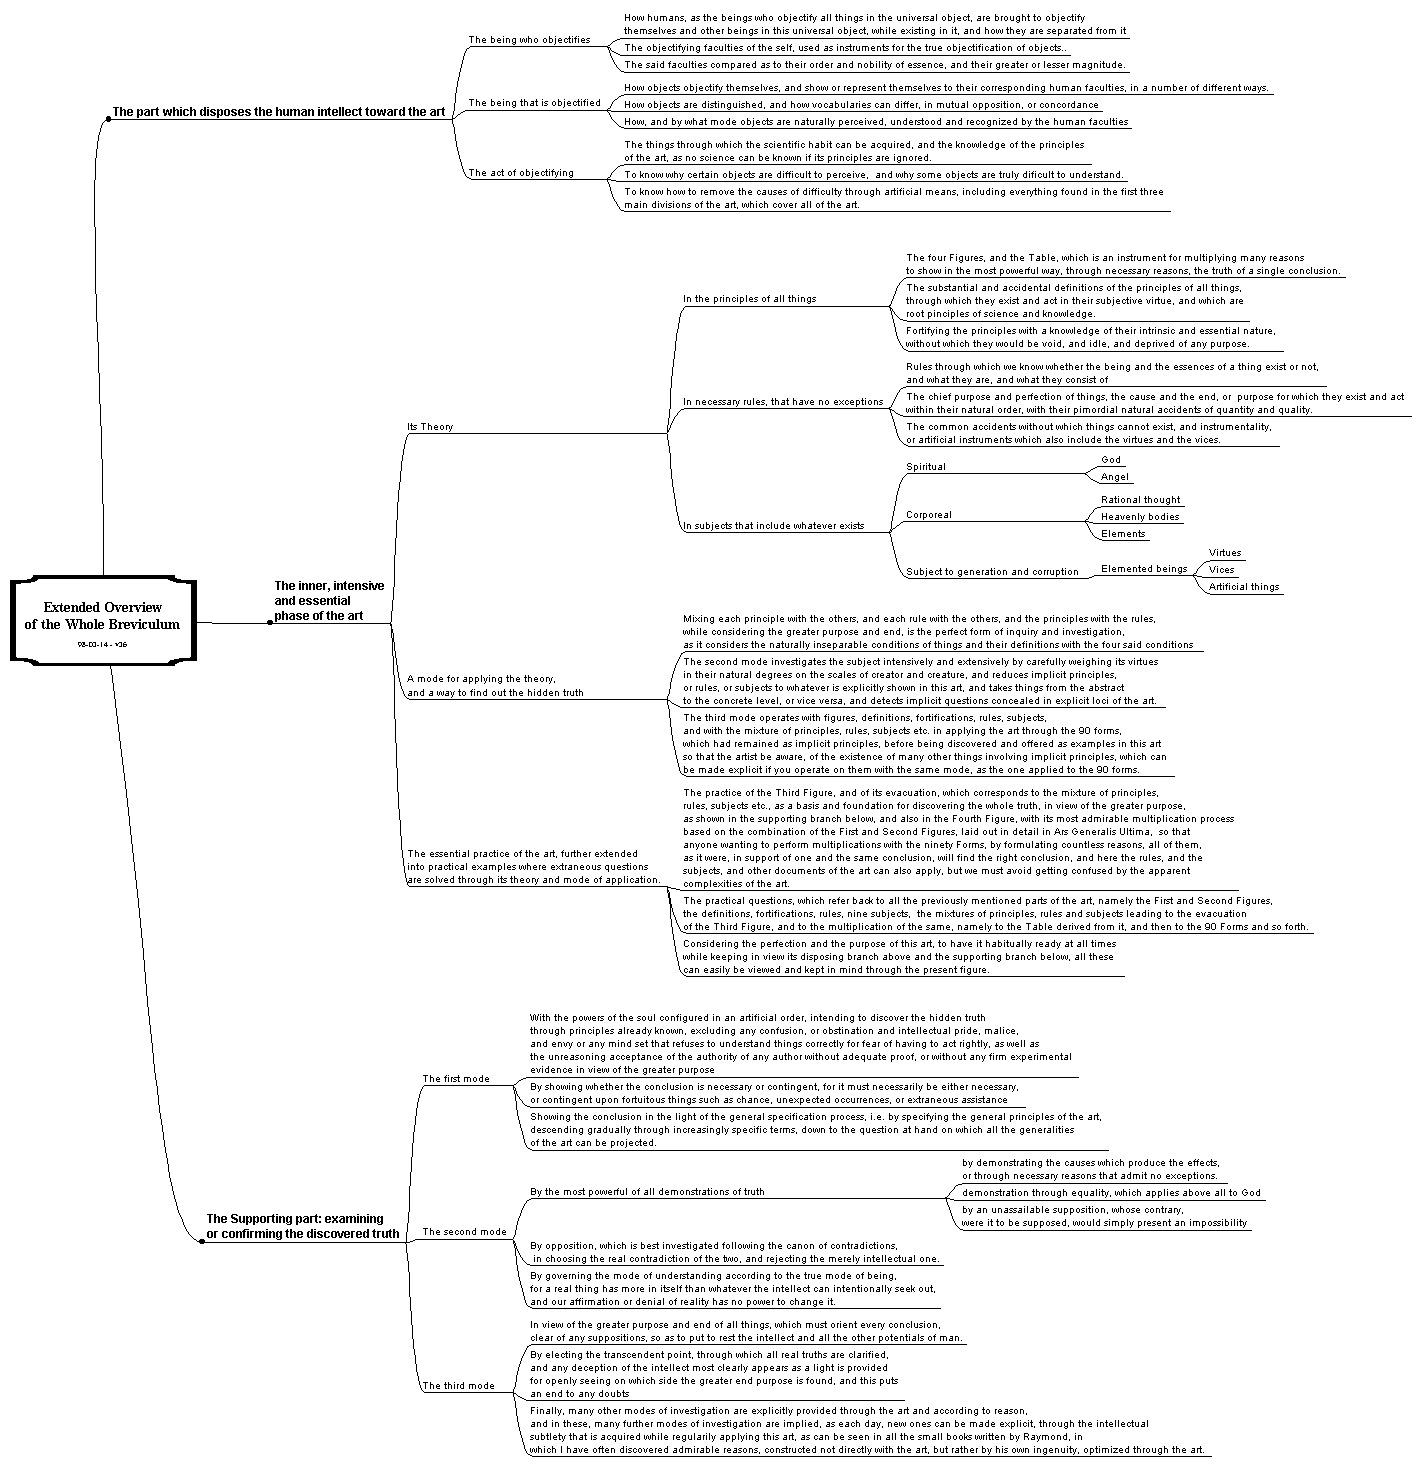 How humans, as the beings who objectify all things in the universal object, are brought to objectify
themselves and other beings in this universal object, while existing in it, and how they are separated from it
The being who objectifies
The objectifying faculties of the self, used as instruments for the true objectification of objects..
The said faculties compared as to their order and nobility of essence, and their greater or lesser magnitude.
The part which disposes the human intellect toward the art
How objects objectify themselves, and show or represent themselves to their corresponding human faculties, in a number of different ways.
The being that is objectified
How objects are distinguished, and how vocabularies can differ, in mutual opposition, or concordance
How, and by what mode objects are naturally perceived, understood and recognized by the human faculties
The things through which the scientific habit can be acquired, and the knowledge of the principles
of the art, as no science can be known if its principles are ignored.
The act of objectifying
To know why certain objects are difficult to perceive, and why some objects are truly dificult to understand.
To know how to remove the causes of difficulty through artificial means, including everything found in the first three
main divisions of the art, which cover all of the art.
The four Figures, and the Table, which is an instrument for multiplying many reasons
to show in the most powerful way, through necessary reasons, the truth of a single conclusion.
In the principles of all things
The substantial and accidental definitions of the principles of all things,
through which they exist and act in their subjective virtue, and which are
root pinciples of science and knowledge.
Fortifying the principles with a knowledge of their intrinsic and essential nature,
without which they would be void, and idle, and deprived of any purpose.
Rules through which we know whether the being and the essences of a thing exist or not,
and what they are, and what they consist of
In necessary rules, that have no exceptions
The chief purpose and perfection of things, the cause and the end, or purpose for which they exist and act
within their natural order, with their pimordial natural accidents of quantity and quality.
The common accidents without which things cannot exist, and instrumentality,
or artificial instruments which also include the virtues and the vices.
Its Theory
In subjects that include whatever exists
Spiritual
God
Angel
Corporeal
Rational thought
Heavenly bodies
Elements
Subject to generation and corruption
Elemented beings
Virtues
Vices
Artificial things
The inner, intensive
and essential
phase of the art
Extended Overview
of the Whole Breviculum
98-03-14 - v36
Mixing each principle with the others, and each rule with the others, and the principles with the rules,
while considering the greater purpose and end, is the perfect form of inquiry and investigation,
as it considers the naturally inseparable conditions of things and their definitions with the four said conditions
A mode for applying the theory,
and a way to find out the hidden truth
The second mode investigates the subject intensively and extensively by carefully weighing its virtues
in their natural degrees on the scales of creator and creature, and reduces implicit principles,
or rules, or subjects to whatever is explicitly shown in this art, and takes things from the abstract
to the concrete level, or vice versa, and detects implicit questions concealed in explicit loci of the art.
The third mode operates with figures, definitions, fortifications, rules, subjects,
and with the mixture of principles, rules, subjects etc. in applying the art through the 90 forms,
which had remained as implicit principles, before being discovered and offered as examples in this art
so that the artist be aware, of the existence of many other things involving implicit principles, which can
be made explicit if you operate on them with the same mode, as the one applied to the 90 forms.
The practice of the Third Figure, and of its evacuation, which corresponds to the mixture of principles,
rules, subjects etc., as a basis and foundation for discovering the whole truth, in view of the greater purpose,
as shown in the supporting branch below, and also in the Fourth Figure, with its most admirable multiplication process
based on the combination of the First and Second Figures, laid out in detail in Ars Generalis Ultima, so that
anyone wanting to perform multiplications with the ninety Forms, by formulating countless reasons, all of them,
as it were, in support of one and the same conclusion, will find the right conclusion, and here the rules, and the
subjects, and other documents of the art can also apply, but we must avoid getting confused by the apparent
complexities of the art.
The essential practice of the art, further extended
into practical examples where extraneous questions
are solved through its theory and mode of application.
The practical questions, which refer back to all the previously mentioned parts of the art, namely the First and Second Figures,
the definitions, fortifications, rules, nine subjects, the mixtures of principles, rules and subjects leading to the evacuation
of the Third Figure, and to the multiplication of the same, namely to the Table derived from it, and then to the 90 Forms and so forth.
Considering the perfection and the purpose of this art, to have it habitually ready at all times
while keeping in view its disposing branch above and the supporting branch below, all these
can easily be viewed and kept in mind through the present figure.
With the powers of the soul configured in an artificial order, intending to discover the hidden truth
through principles already known, excluding any confusion, or obstination and intellectual pride, malice,
and envy or any mind set that refuses to understand things correctly for fear of having to act rightly, as well as
the unreasoning acceptance of the authority of any author without adequate proof, or without any firm experimental
evidence in view of the greater purpose
The first mode
By showing whether the conclusion is necessary or contingent, for it must necessarily be either necessary,
or contingent upon fortuitous things such as chance, unexpected occurrences, or extraneous assistance
Showing the conclusion in the light of the general specification process, i.e. by specifying the general principles of the art,
descending gradually through increasingly specific terms, down to the question at hand on which all the generalities
of the art can be projected.
by demonstrating the causes which produce the effects,
or through necessary reasons that admit no exceptions.
By the most powerful of all demonstrations of truth
demonstration through equality, which applies above all to God
by an unassailable supposition, whose contrary,
were it to be supposed, would simply present an impossibility
The Supporting part: examining
or confirming the discovered truth
The second mode
By opposition, which is best investigated following the canon of contradictions,
in choosing the real contradiction of the two, and rejecting the merely intellectual one.
By governing the mode of understanding according to the true mode of being,
for a real thing has more in itself than whatever the intellect can intentionally seek out,
and our affirmation or denial of reality has no power to change it.
In view of the greater purpose and end of all things, which must orient every conclusion,
clear of any suppositions, so as to put to rest the intellect and all the other potentials of man.
By electing the transcendent point, through which all real truths are clarified,
and any deception of the intellect most clearly appears as a light is provided
for openly seeing on which side the greater end purpose is found, and this puts
an end to any doubts
The third mode
Finally, many other modes of investigation are explicitly provided through the art and according to reason,
and in these, many further modes of investigation are implied, as each day, new ones can be made explicit, through the intellectual
subtlety that is acquired while regularily applying this art, as can be seen in all the small books written by Raymond, in
which I have often discovered admirable reasons, constructed not directly with the art, but rather by his own ingenuity, optimized through the art.